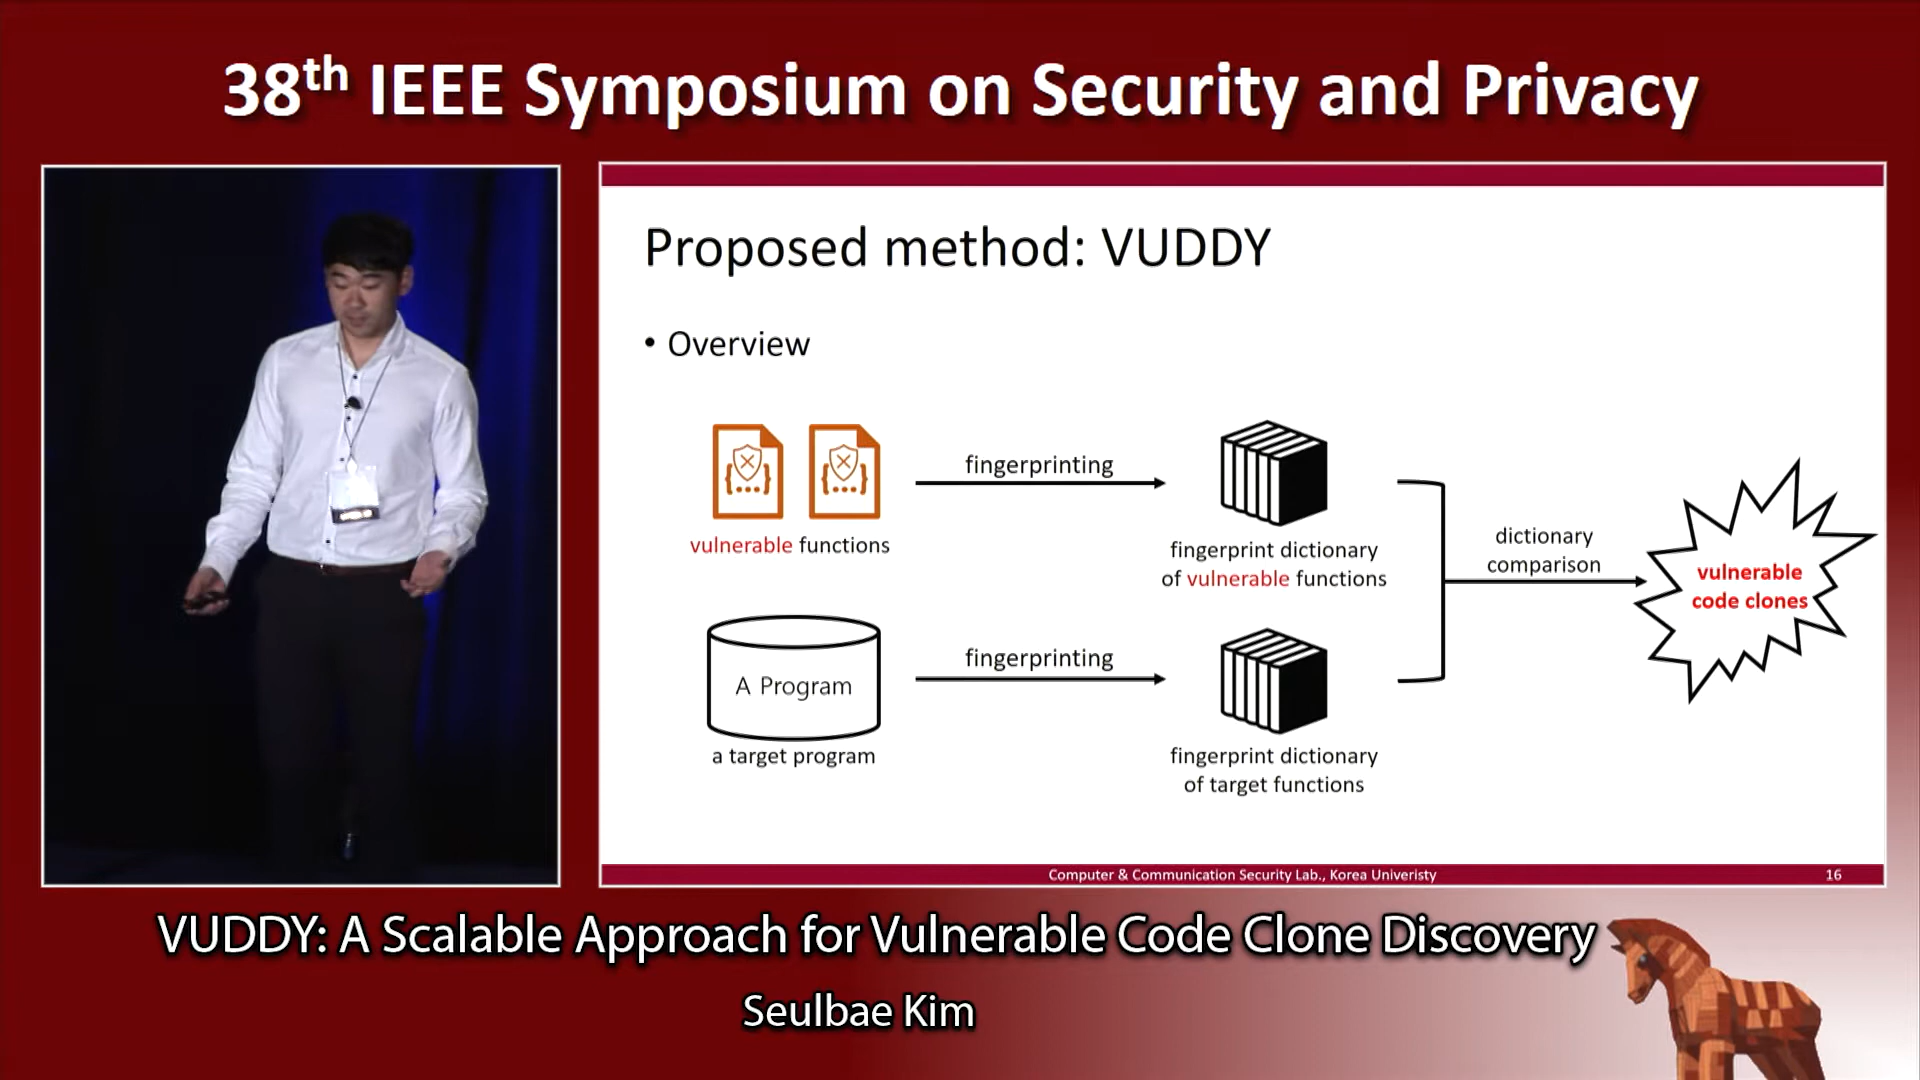 38th IEEE Symposium on Security and Privacy
Proposed method: VUDDY
• Overview
fingerprinting
vulnerable functions
fingerprint dictionary
of vulnerable functions
dictionary
comparison
vulnerable
code clones
A Program
a target program
fingerprinting
fingerprint dictionary
of target functions
Computer & Communication Security Lab., Korea Univeristy
16
VUDDY: A Scalable Approach for Vulnerable Code Clone Discovery
Seulbae Kim